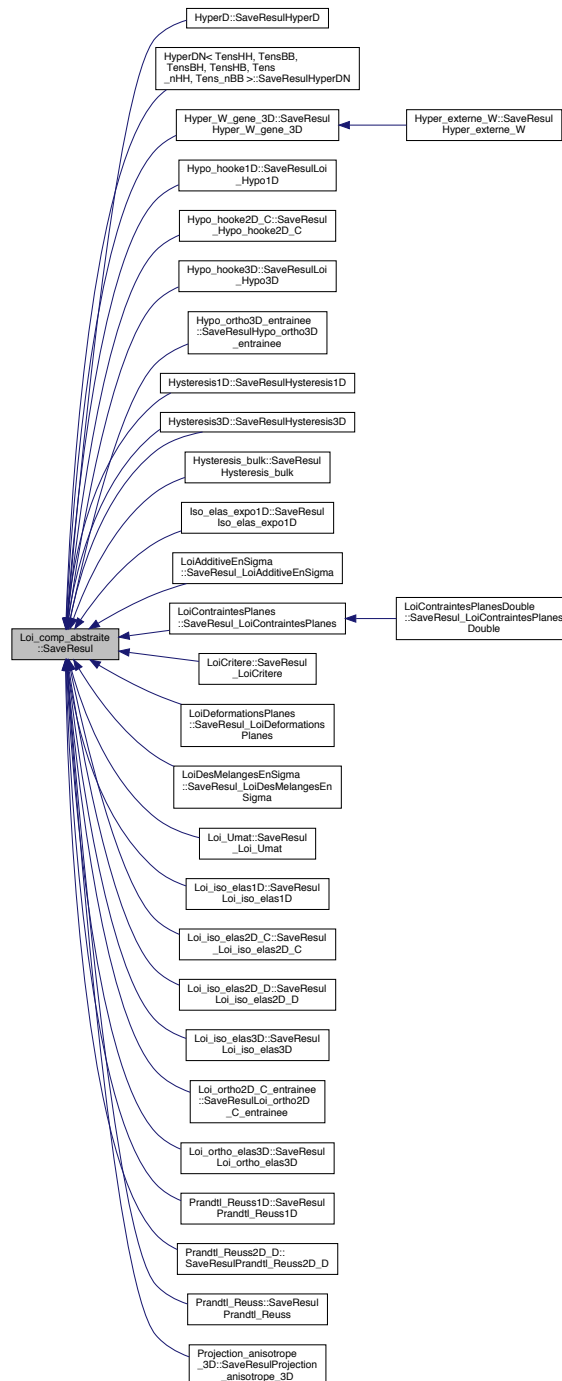 HyperD::SaveResulHyperD
HyperDN< TensHH, TensBB,
TensBH, TensHB, Tens
_nHH, Tens_nBB >::SaveResulHyperDN
Hyper_W_gene_3D::SaveResul
Hyper_W_gene_3D
Hyper_externe_W::SaveResul
Hyper_externe_W
Hypo_hooke1D::SaveResulLoi
_Hypo1D
Hypo_hooke2D_C::SaveResul
_Hypo_hooke2D_C
Hypo_hooke3D::SaveResulLoi
_Hypo3D
Hypo_ortho3D_entrainee
::SaveResulHypo_ortho3D
_entrainee
Hysteresis1D::SaveResulHysteresis1D
Hysteresis3D::SaveResulHysteresis3D
Hysteresis_bulk::SaveResul
Hysteresis_bulk
Iso_elas_expo1D::SaveResul
Iso_elas_expo1D
LoiAdditiveEnSigma
::SaveResul_LoiAdditiveEnSigma
LoiContraintesPlanes
::SaveResul_LoiContraintesPlanes
LoiContraintesPlanesDouble
::SaveResul_LoiContraintesPlanes
Double
Loi_comp_abstraite
::SaveResul
LoiCritere::SaveResul
_LoiCritere
LoiDeformationsPlanes
::SaveResul_LoiDeformations
Planes
LoiDesMelangesEnSigma
::SaveResul_LoiDesMelangesEn
Sigma
Loi_Umat::SaveResul
_Loi_Umat
Loi_iso_elas1D::SaveResul
Loi_iso_elas1D
Loi_iso_elas2D_C::SaveResul
_Loi_iso_elas2D_C
Loi_iso_elas2D_D::SaveResul
Loi_iso_elas2D_D
Loi_iso_elas3D::SaveResul
Loi_iso_elas3D
Loi_ortho2D_C_entrainee
::SaveResulLoi_ortho2D
_C_entrainee
Loi_ortho_elas3D::SaveResul
Loi_ortho_elas3D
Prandtl_Reuss1D::SaveResul
Prandtl_Reuss1D
Prandtl_Reuss2D_D::
SaveResulPrandtl_Reuss2D_D
Prandtl_Reuss::SaveResul
Prandtl_Reuss
Projection_anisotrope
_3D::SaveResulProjection
_anisotrope_3D